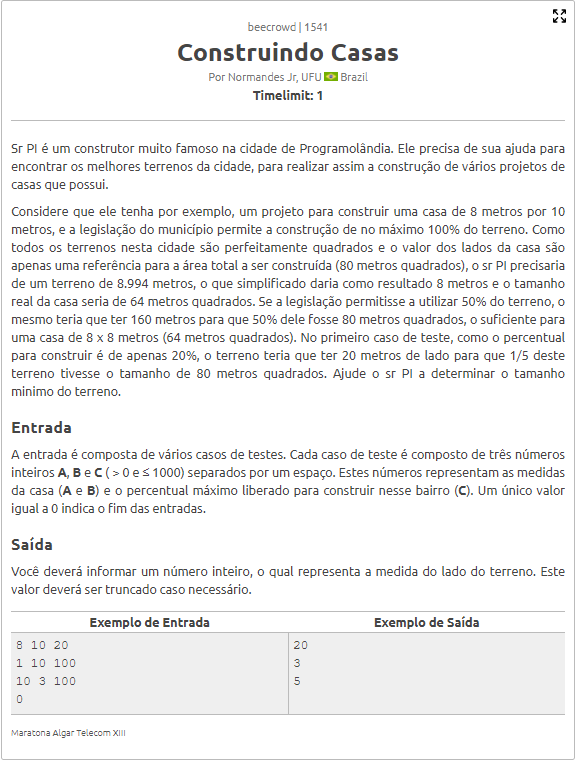 beecrowd | 1541
Construindo Casas
Por Normandes Jr, UFU Brazil
Timelimit: 1
Sr PI é um construtor muito famoso na cidade de Programolândia. Ele precisa de sua ajuda para
encontrar os melhores terrenos da cidade, para realizar assim a construção de vários projetos de
casas que possui.
Considere que ele tenha por exemplo, um projeto para construir uma casa de 8 metros por 10
metros, e a legislação do município permite a construção de no máximo 100% do terreno. Como
todos os terrenos nesta cidade são perfeitamente quadrados e o valor dos lados da casa são
apenas uma referência para a área total a ser construída (80 metros quadrados), o sr PI precisaria
de um terreno de 8.994 metros, o que simplificado daria como resultado 8 metros e o tamanho
real da casa seria de 64 metros quadrados. Se a legislação permitisse a utilizar 50% do terreno, o
mesmo teria que ter 160 metros para que 50% dele fosse 80 metros quadrados, o suficiente para
uma casa de 8 x 8 metros (64 metros quadrados). No primeiro caso de teste, como o percentual
para construir é de apenas 20%, o terreno teria que ter 20 metros de lado para que 1/5 deste
terreno tivesse o tamanho de 80 metros quadrados. Ajude o sr PI a determinar o tamanho
minimo do terreno.
Entrada
A entrada é composta de vários casos de testes. Cada caso de teste é composto de três números
inteiros A, B e C ( > 0 e ≤ 1000) separados por um espaço. Estes números representam as medidas
da casa (A e B) e o percentual máximo liberado para construir nesse bairro (C). Um único valor
igual a 0 indica o fim das entradas.
Saída
Você deverá informar um número inteiro, o qual representa a medida do lado do terreno. Este
valor deverá ser truncado caso necessário.
Exemplo de Entrada
8 10 20
1 10 100
10 3 100
0
Exemplo de Saída
20
3
5
Maratona Algar Telecom XIII